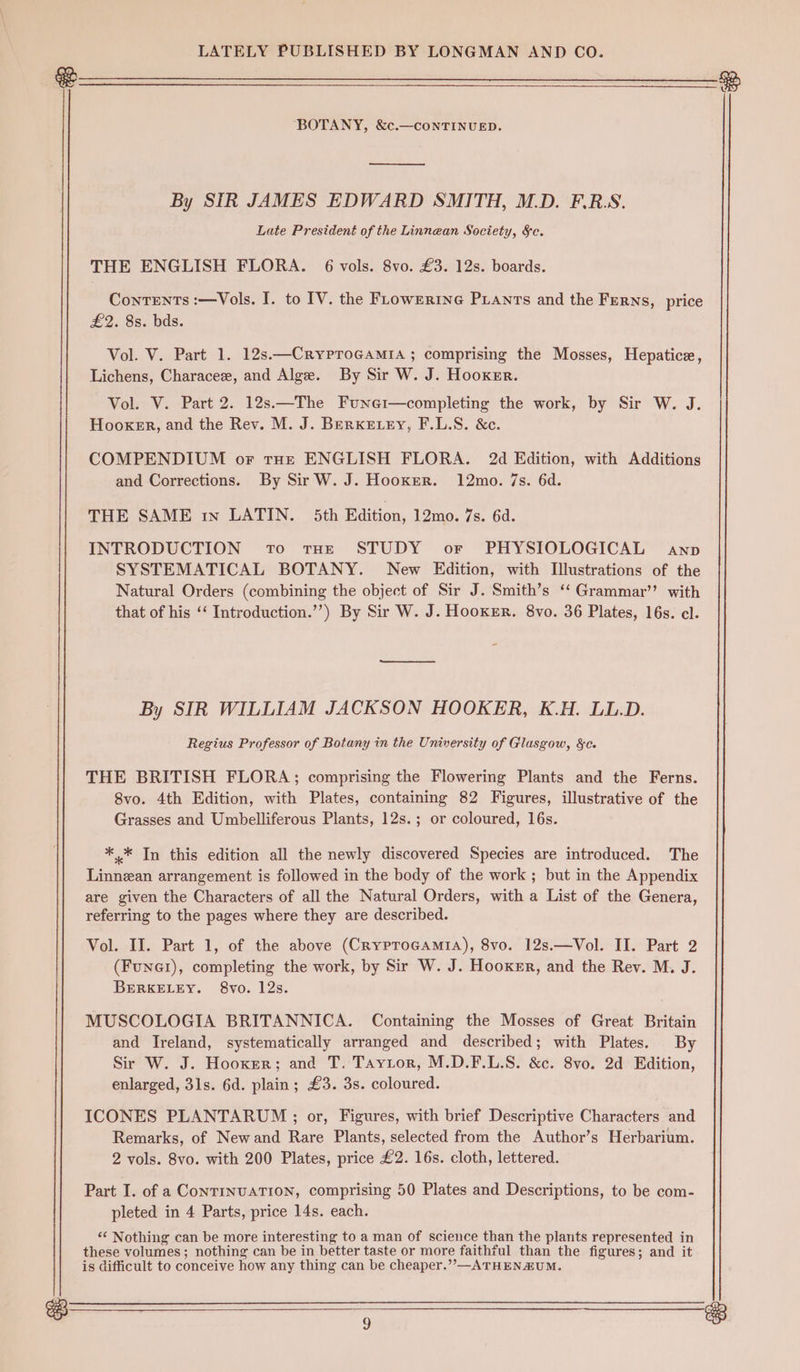 LATELY PUBLISHED BY LONGMAN AND CO.
BOTANY, &c.—CONTINUED.
By SIR JAMES EDWARD SMITH, M.D. F.R.S.
Late President of the Linnæan Society, &c.
THE ENGLISH FLORA. 6 vols. 8vo. £3. 12s. boards.
CONTENTS:—Vols. I. to IV. the FLOWERING PLANTS and the FERNS, price
£2. 8s. bds.
Vol. V. Part 1. 12s.—CRYPTOGAMIA; comprising the Mosses, Hepaticæ,
Lichens, Characeæ, and Algæ. By Sir W. J. HOOKER.
Vol. V. Part 2. 12s.—The FUNGI—completing the work, by Sir W. J.
HOOKER, and the Rev. M. J. BERKELEY, F.L.S. &c.
COMPENDIUM OF THE ENGLISH FLORA. 2d Edition, with Additions
and Corrections. By Sir W. J. HOOKER. 12mo. 7s. 6d.
THE SAME IN LATIN. 5th Edition, 12mo. 7s. 6d.
INTRODUCTION TO THE STUDY OF PHYSIOLOGICAL AND
SYSTEMATICAL BOTANY. New Edition, with Illustrations of the
Natural Orders (combining the object of Sir J. Smith's “Grammar” with
that of his “Introduction.”) By Sir W. J. HOOKER. 8vo. 36 Plates, 16s. cl.
By SIR WILLIAM JACKSON HOOKER, K.H. LL.D.
Regius Professor of Botany in the University of Glasgow, &c.
THE BRITISH FLORA; comprising the Flowering Plants and the Ferns.
8vo. 4th Edition, with Plates, containing 82 Figures, illustrative of the
Grasses and Umbelliferous Plants, 12s.; or coloured, 16s.
*** In this edition all the newly discovered Species are introduced. The
Linnæan arrangement is followed in the body of the work; but in the Appendix
are given the Characters of all the Natural Orders, with a List of the Genera,
referring to the pages where they are described.
Vol. II. Part 1, of the above (CRYPTOGAMIA), 8vo. 12s.—Vol. II. Part 2
(FUNGI), completing the work, by Sir W. J. HOOKER, and the Rev. M. J.
BERKELEY. 8vo. 12s.
MUSCOLOGIA BRITANNICA. Containing the Mosses of Great Britain
and Ireland, systematically arranged and described; with Plates. By
Sir W. J. HOOKER; and T. TAYLOR, M.D.F.L.S. &c. 8vo. 2d Edition,
enlarged, 31s. 6d. plain; £3. 3s. coloured.
ICONES PLANTARUM; or, Figures, with brief Descriptive Characters and
Remarks, of New and Rare Plants, selected from the Author's Herbarium.
2 vols. 8vo. with 200 Plates, price £2. 16s. cloth, lettered.
Part I. of a CONTINUATION, comprising 50 Plates and Descriptions, to be com-
pleted in 4 Parts, price 14s. each.
“Nothing can be more interesting to a man of science than the plants represented in
these volumes; nothing can be in better taste or more faithful than the figures; and it
is difficult to conceive how any thing can be cheaper.”—ATHENÆUM.
9